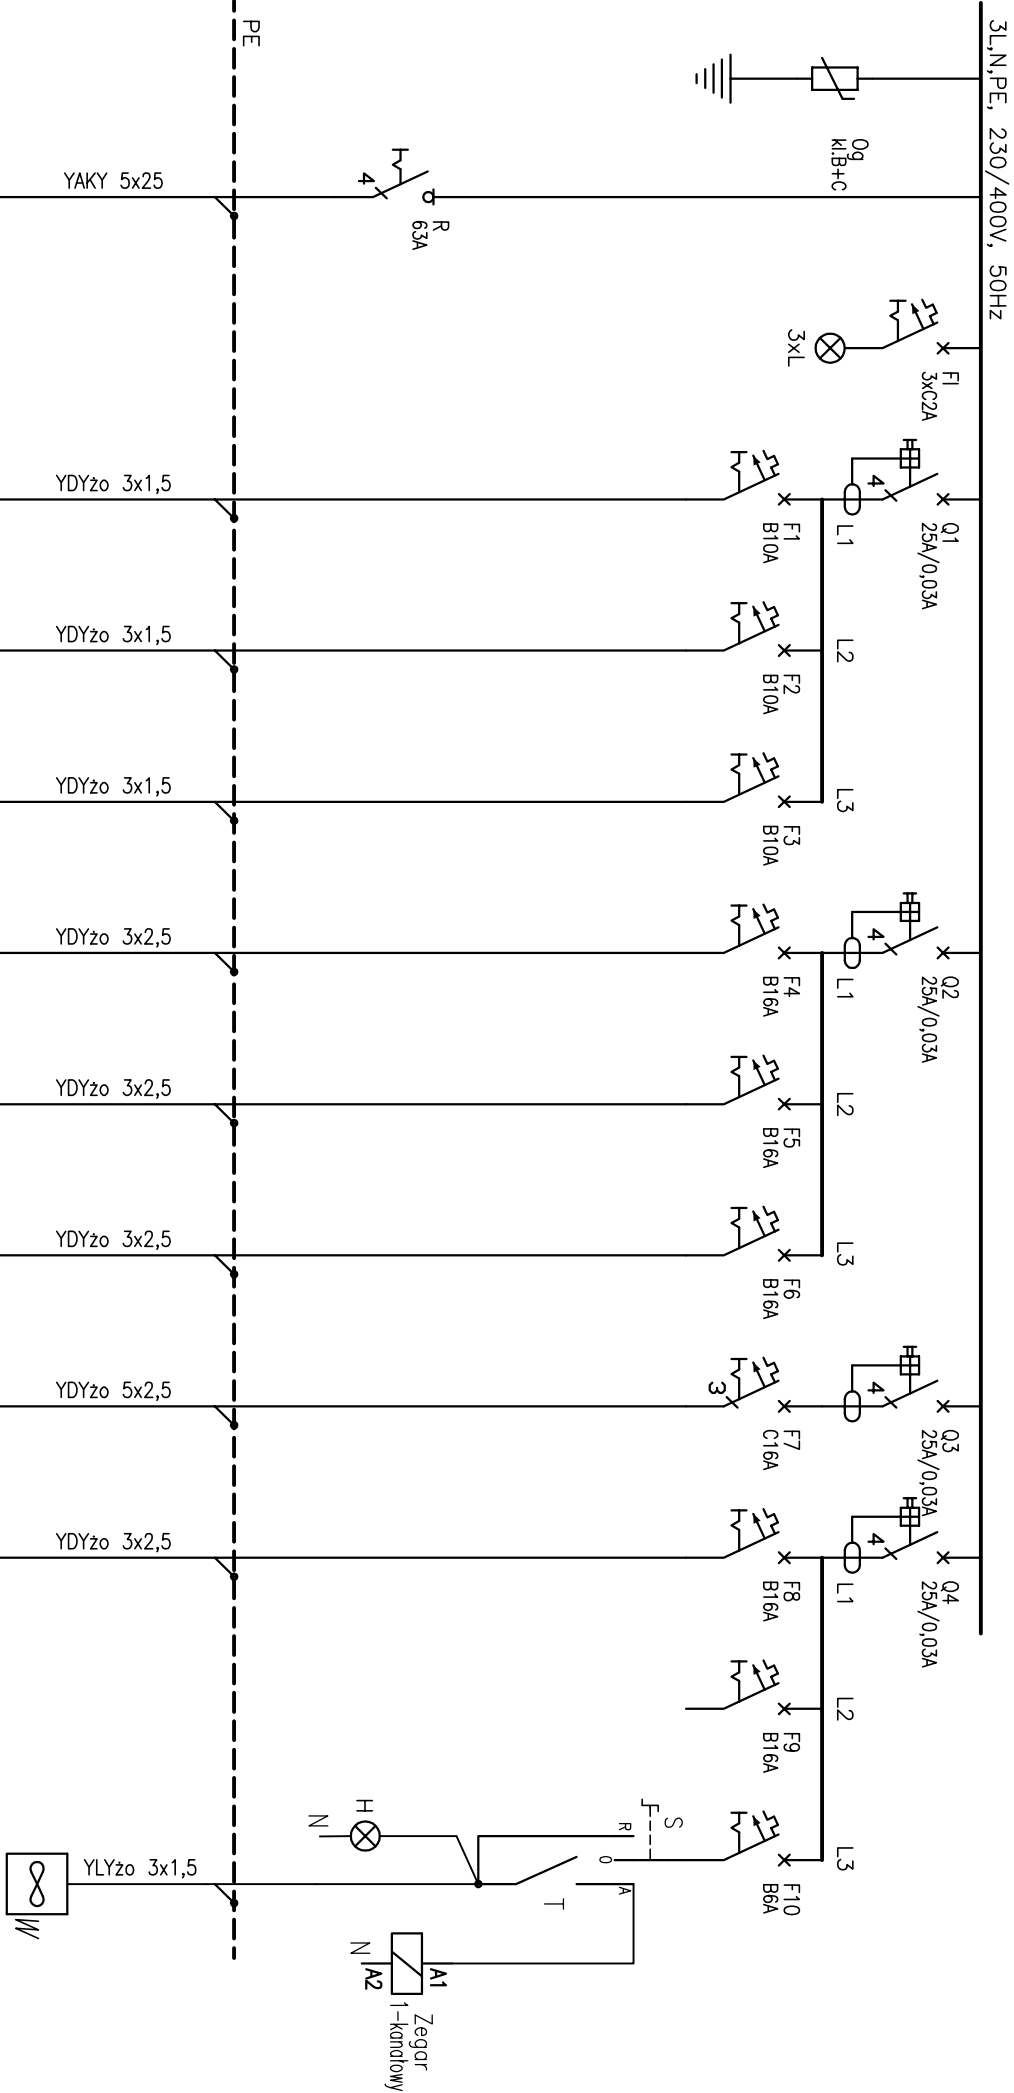 3L,N,PE, 230/400V, 50Hz
Og
kl.B+C
R
63A
4
YAKY 5x25
PE
Fl
3xC2A
3xL
Q1
25A/0,03A
4
L1
F1
B10A
YDYżo 3x1,5
L2
F2
B10A
YDYżo 3x1,5
L3
F3
B10A
YDYżo 3x1,5
Q2
25A/0,03A
4
L1
F4
B16A
YDYżo 3x2,5
L2
F5
B16A
YDYżo 3x2,5
L3
F6
B16A
YDYżo 3x2,5
Q3
25A/0,03A
4
F7
C16A
3
YDYżo 5x2,5
Q4
25A/0,03A
4
L1
F8
B16A
YDYżo 3x2,5
L2
F9
B16A
L3
F10
B6A
S
R
0
A
T
H
N
A1
A2
N
Zegar
1-kanałowy
YLYżo 3x1,5
W